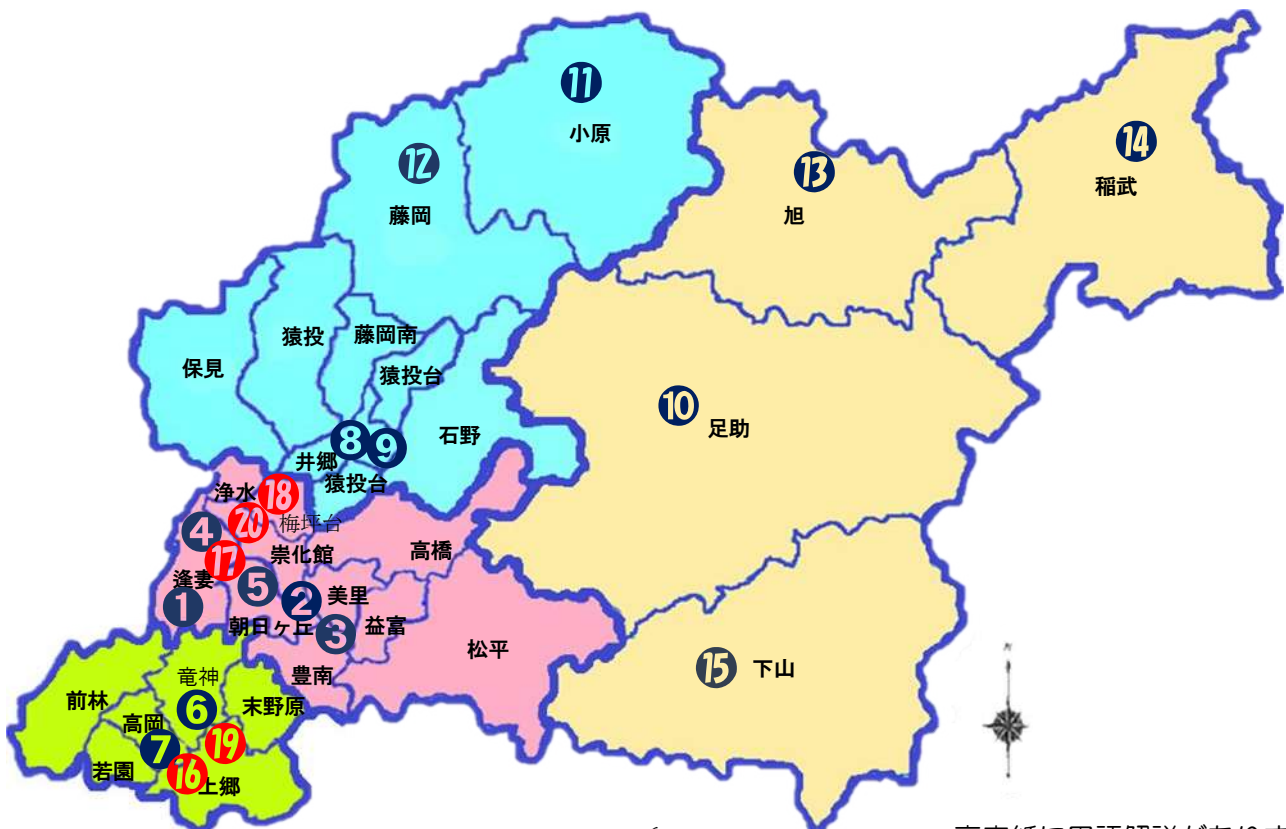 ⑪
小原
⑫
藤岡
⑬
旭
⑭
稲武
猿投
藤岡南
保見
猿投台
⑩
足助
⑧
⑨
石野
井郷
猿投台
浄水
⑱
⑳
梅坪台
④
崇化館
高橋
⑰
逢妻
⑤
①
②
美里
朝日ヶ丘
③
益富
松平
豊南
⑮
下山
竜神
前林
⑥
末野原
高岡
⑦
⑲
若園
⑯
上郷
N